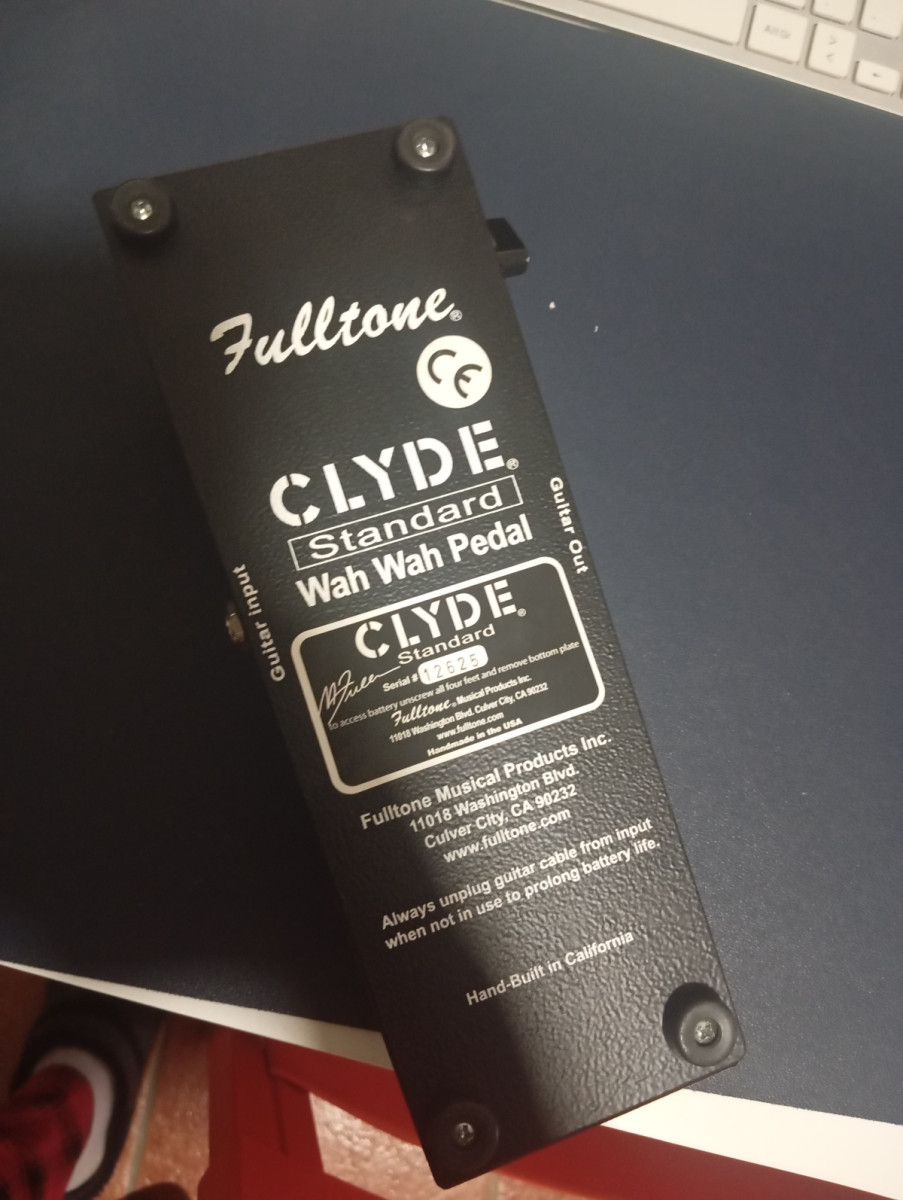 Fulltone®
CE
CLYDE®
Standard
Wah Wah Pedal
Guitar Out
Guitar input
CLYDE®
Standard
Serial # 12625
To access battery unscrew all four feet and remove bottom plate
Fulltone® Musical Products Inc.
11018 Washington Blvd. Culver City, CA 90232
www.fulltone.com
Handmade in the USA
Fulltone Musical Products Inc.
11018 Washington Blvd.
Culver City, CA 90232
www.fulltone.com
Always unplug guitar cable from input
when not in use to prolong battery life.
Hand-Built in California